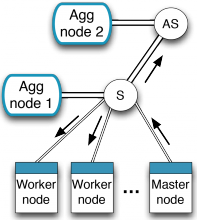 Agg
node 2
AS
Agg
node 1
S
Worker
node
Worker
node
...
Master
node